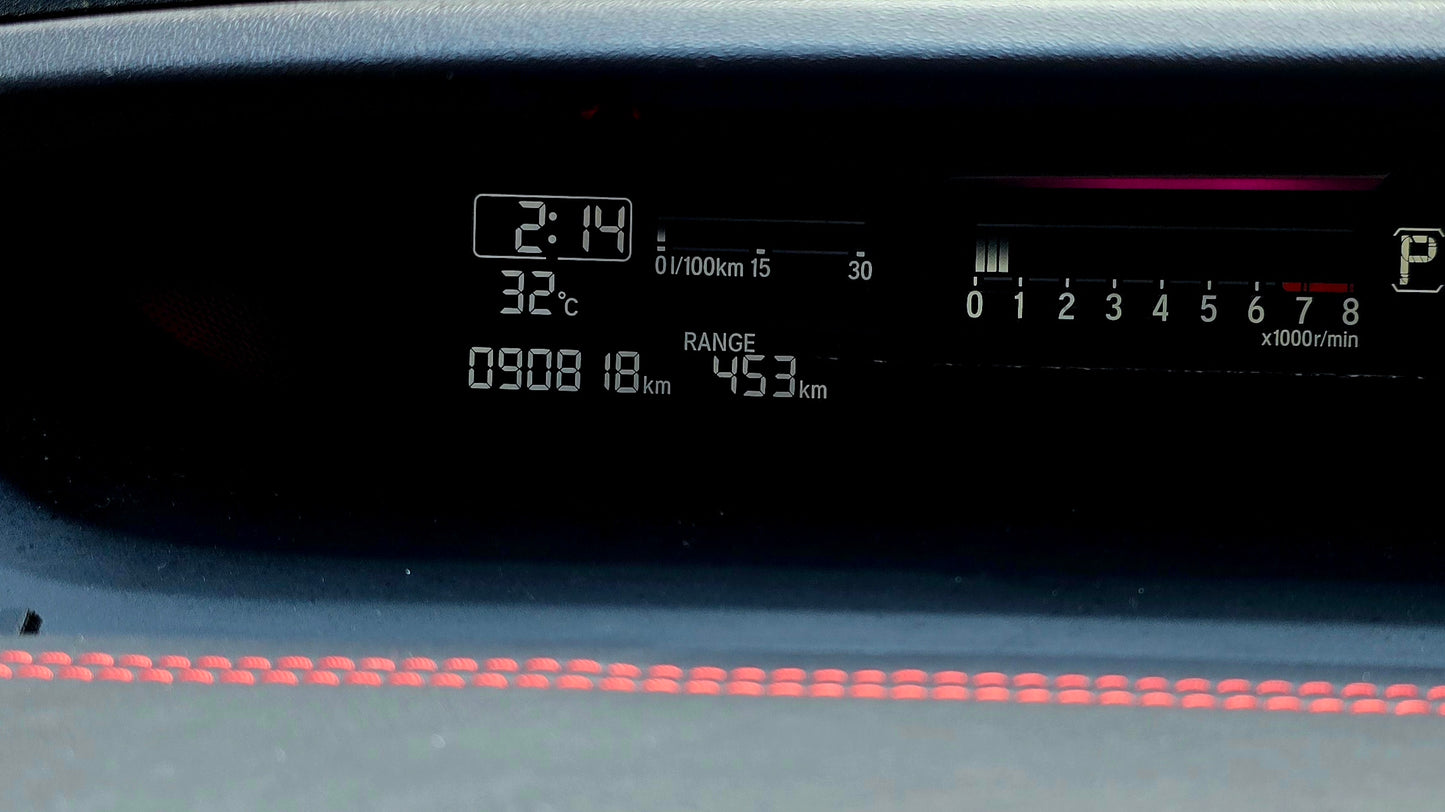 2:14
0 l/100km 15 30
32°C
0 1 2 3 4 5 6 7 8
x1000r/min
P
RANGE
090818km 453km